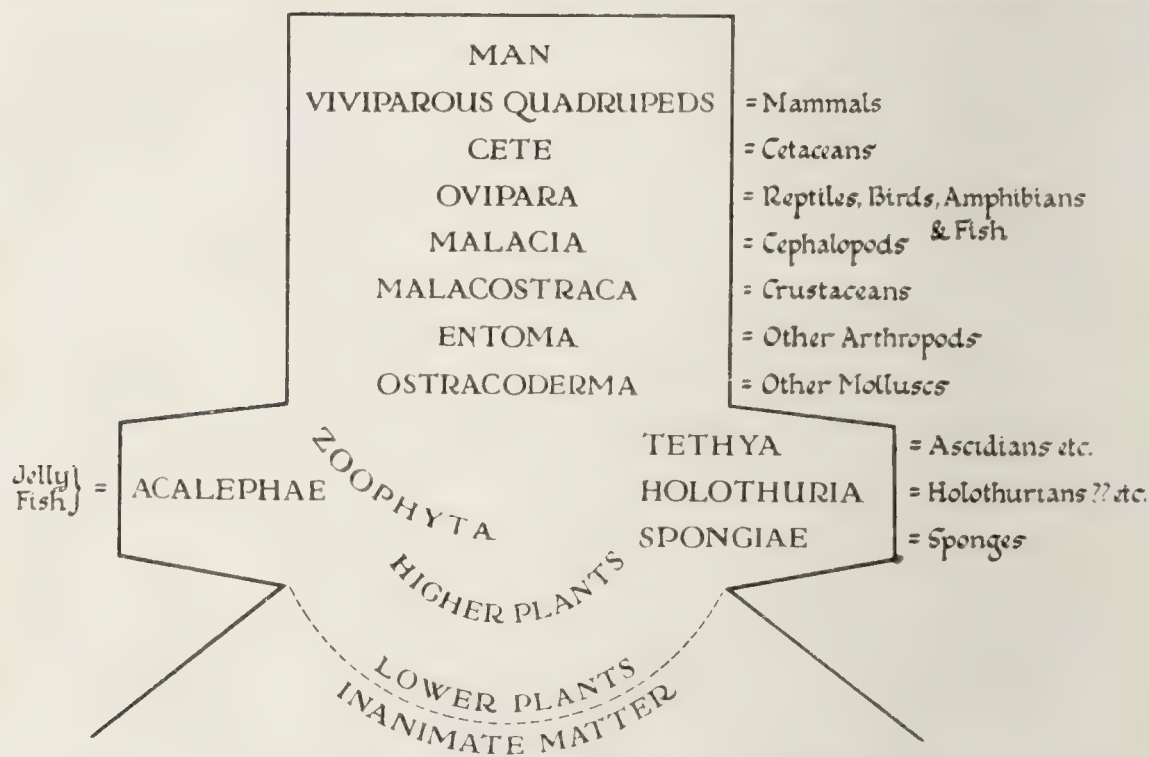 MAN
VIVIPAROUS QUADRUPEDS = Mammals
CETE = Cetaceans
OVIPARA = Reptiles, Birds, Amphibians
& Fish
MALACIA = Cephalopods
MALACOSTRACA = Crustaceans
ENTOMA = Other Arthropods
OSTRACODERMA = Other Molluscs
ZOOPHYTA
TETHYA = Ascidians etc.
Jelly
Fish } = ACALEPHAE
HOLOTHURIA = Holothurians ?? etc.
SPONGIAE = Sponges
HIGHER PLANTS
LOWER PLANTS
INANIMATE MATTER